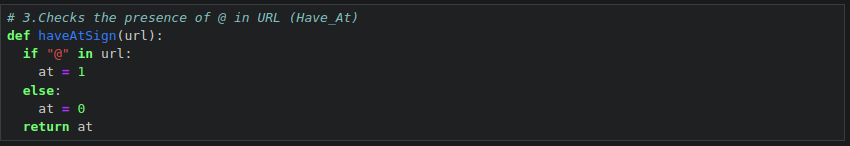 # 3.Checks the presence of @ in URL (Have_At)
def haveAtSign(url):
  if "@" in url:
    at = 1
  else:
    at = 0
  return at